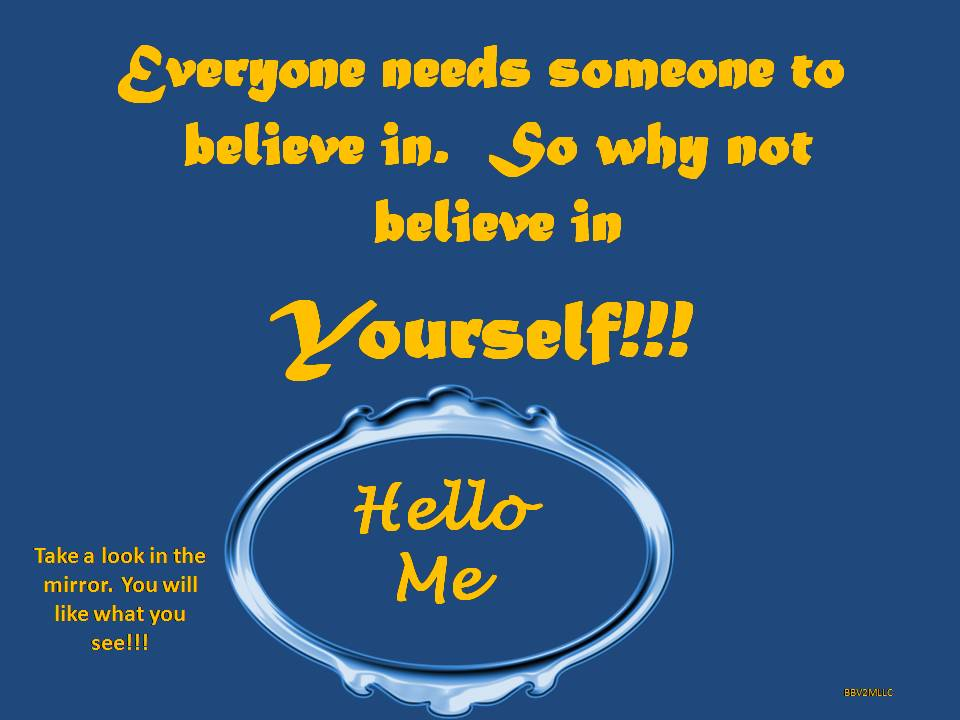 Everyone needs someone to
believe in.  So why not
believe in
Yourself!!!
Hello
Me
Take a look in the
mirror.  You will
like what you
see!!!
BBV2MLLC